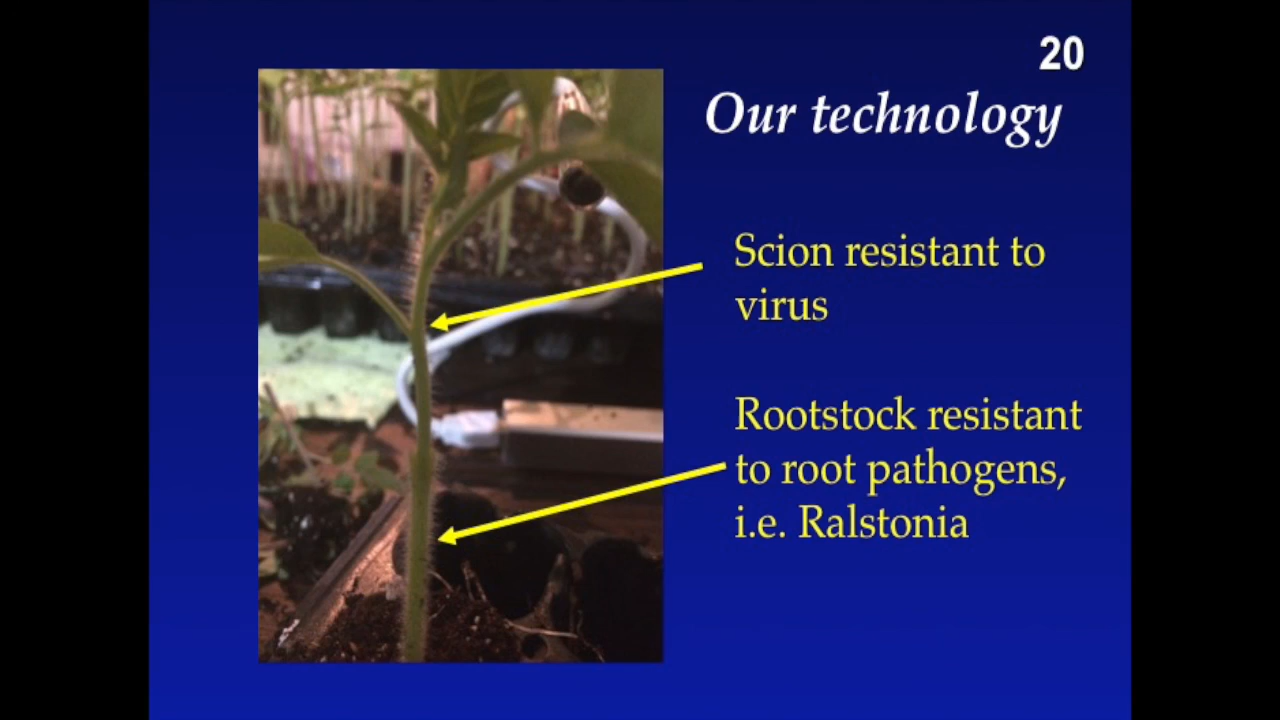 20
Our technology
Scion resistant to
virus
Rootstock resistant
to root pathogens,
i.e. Ralstonia